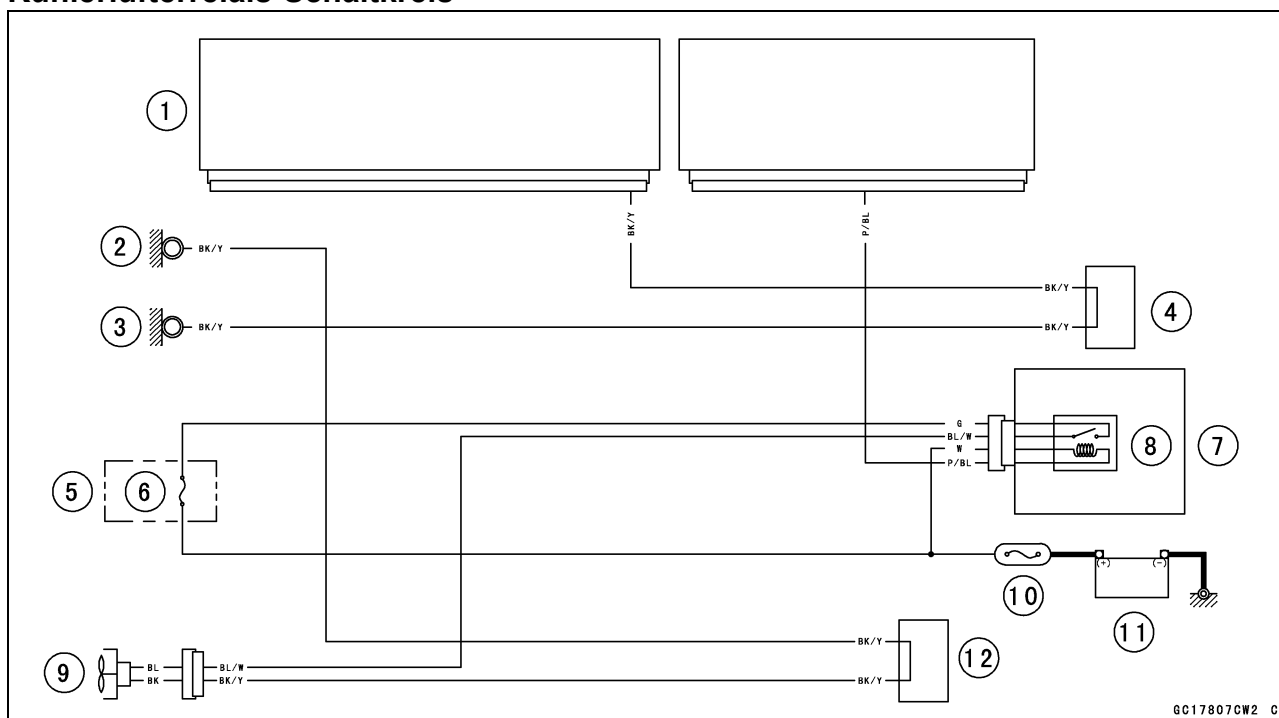 Kühlerlüfterrelais-Schaltkreis
1
BK/Y
P/BL
2
BK/Y
BK/Y
4
3
BK/Y
BK/Y
G
BL/W
W
P/BL
8
7
5
6
(+)
(-)
10
11
BK/Y
12
9
BL
BL/W
BK
BK/Y
BK/Y
GC17807CW2 C